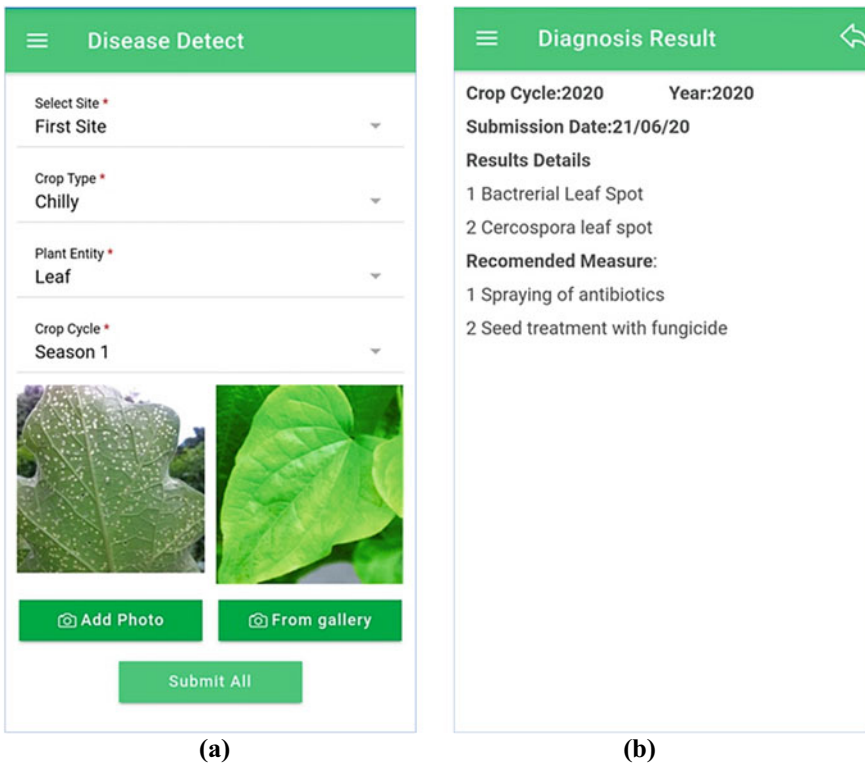 Disease Detect
Select Site *
First Site
Crop Type *
Chilly
Plant Entity *
Leaf
Crop Cycle *
Season 1
Add Photo
From gallery
Submit All
(a)
Diagnosis Result
Crop Cycle:2020 Year:2020
Submission Date:21/06/20
Results Details
1 Bactrerial Leaf Spot
2 Cercospora leaf spot
Recomended Measure:
1 Spraying of antibiotics
2 Seed treatment with fungicide
(b)